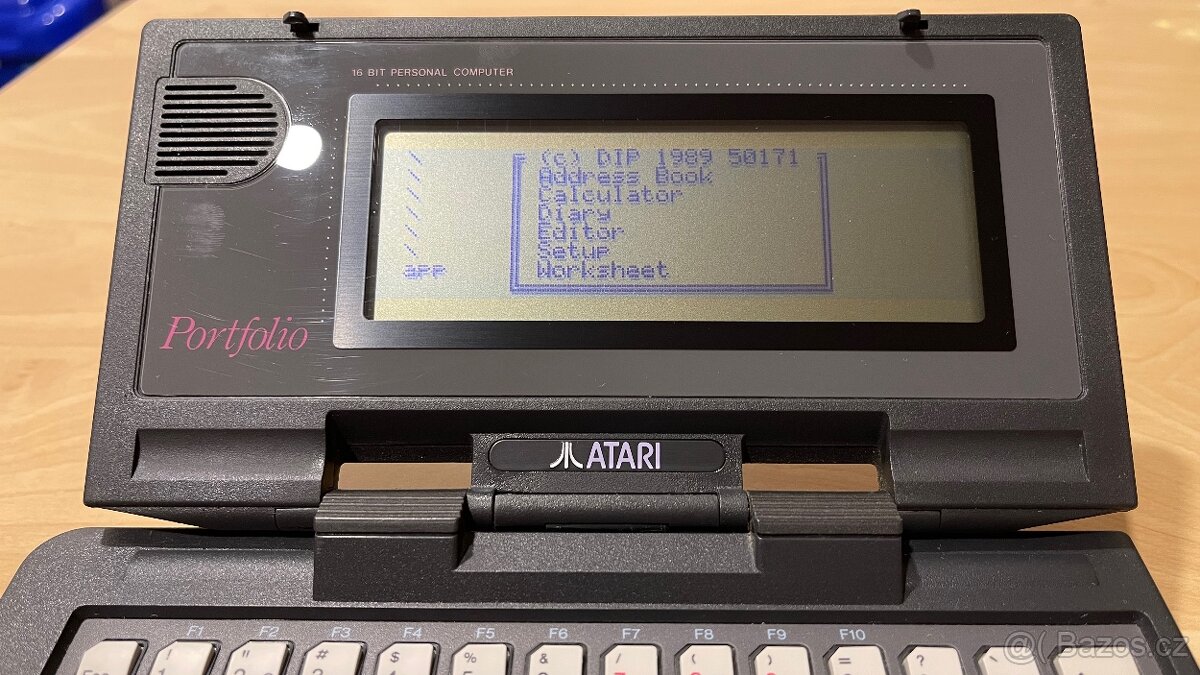 16 BIT PERSONAL COMPUTER
\
(c) DIP 1989 50171
\
Address Book
\
Calculator
\
Diary
\
Editor
\
Setup
app
Worksheet
Portfolio
ATARI
F1 F2 F3 F4 F5 F6 F7 F8 F9 F10
! " # $ % & / ( ) = ? `
Bazos.cz